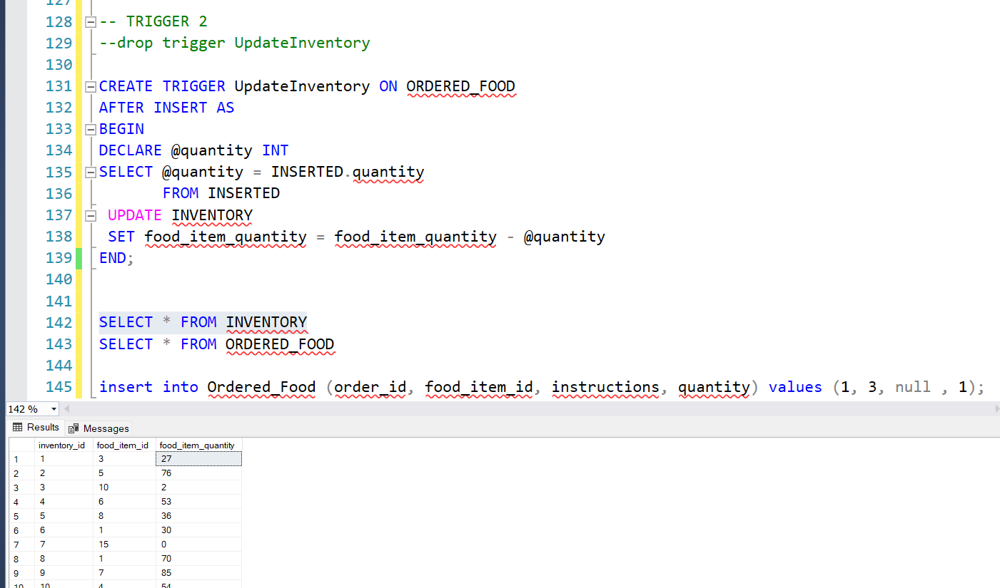 127
128 -- TRIGGER 2
129 --drop trigger UpdateInventory
130
131 CREATE TRIGGER UpdateInventory ON ORDERED_FOOD
132 AFTER INSERT AS
133 BEGIN
134 DECLARE @quantity INT
135 SELECT @quantity = INSERTED.quantity
136 FROM INSERTED
137 UPDATE INVENTORY
138 SET food_item_quantity = food_item_quantity - @quantity
139 END;
140
141
142 SELECT * FROM INVENTORY
143 SELECT * FROM ORDERED_FOOD
144
145 insert into Ordered_Food (order_id, food_item_id, instructions, quantity) values (1, 3, null , 1);
142 %
Results Messages
inventory_id food_item_id food_item_quantity
1 1 3 27
2 2 5 76
3 3 10 2
4 4 6 53
5 5 8 36
6 6 1 30
7 7 15 0
8 8 1 70
9 9 7 85
10 10 4 54